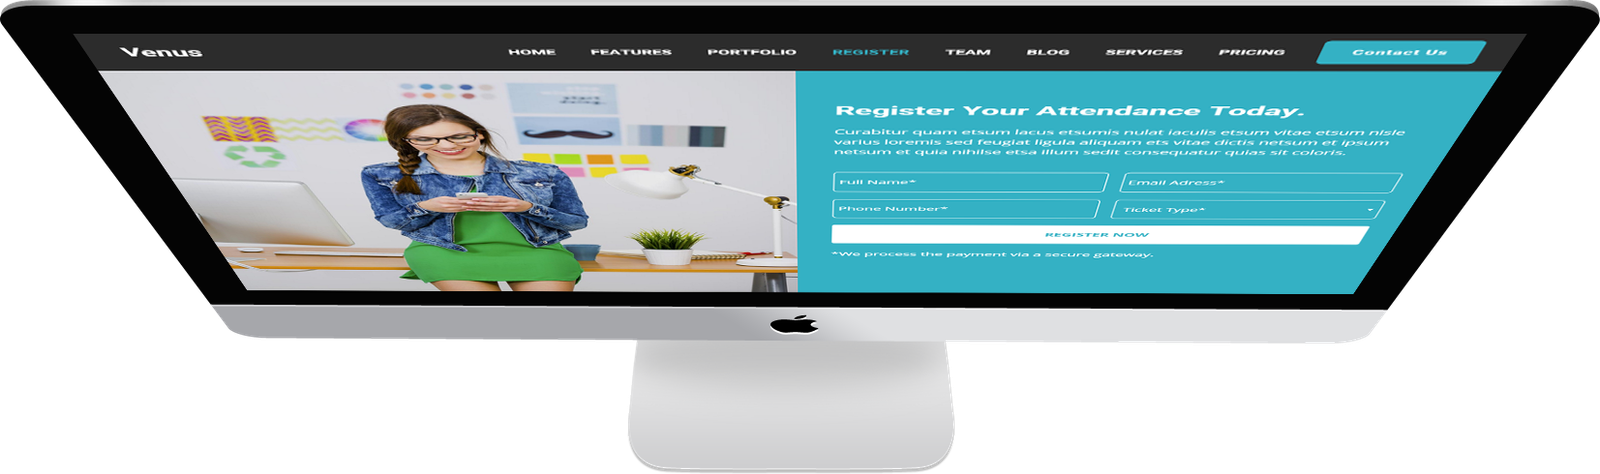 Venus
HOME FEATURES PORTFOLIO REGISTER TEAM BLOG SERVICES PRICING Contact Us
Register Your Attendance Today.
Curabitur quam etsum lacus etsumis nulat iaculis etsum vitae etsum nisle
varius loremis sed feugiat ligula aliquam ets vitae dictis netsum et ipsum
netsum et quia nihilse etsa illum sedit consequatur quias sit coloris.
Full Name* Email Adress*
Phone Number* Ticket Type*
REGISTER NOW
*We process the payment via a secure gateway.